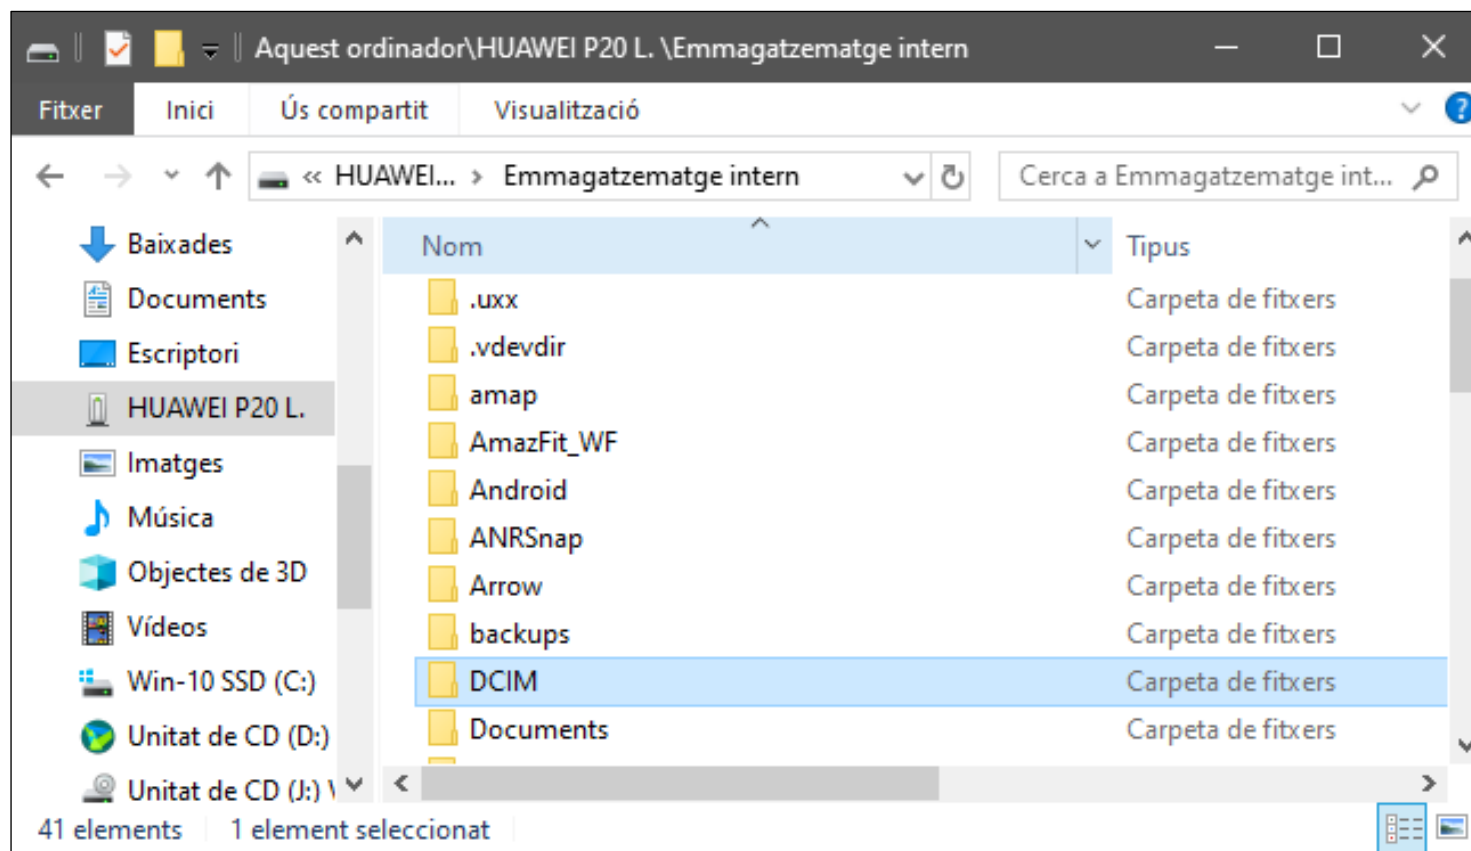 Aquest ordinador\HUAWEI P20 L. \Emmagatzematge intern
Fitxer Inici Ús compartit Visualització ?
« HUAWEI... › Emmagatzematge intern Cerca a Emmagatzematge int...
Nom Tipus
Baixades
Documents
Escriptori
HUAWEI P20 L.
Imatges
Música
Objectes de 3D
Vídeos
Win-10 SSD (C:)
Unitat de CD (D:)
Unitat de CD (J:)
.uxx Carpeta de fitxers
.vdevdir Carpeta de fitxers
amap Carpeta de fitxers
AmazFit_WF Carpeta de fitxers
Android Carpeta de fitxers
ANRSnap Carpeta de fitxers
Arrow Carpeta de fitxers
backups Carpeta de fitxers
DCIM Carpeta de fitxers
Documents Carpeta de fitxers
41 elements 1 element seleccionat